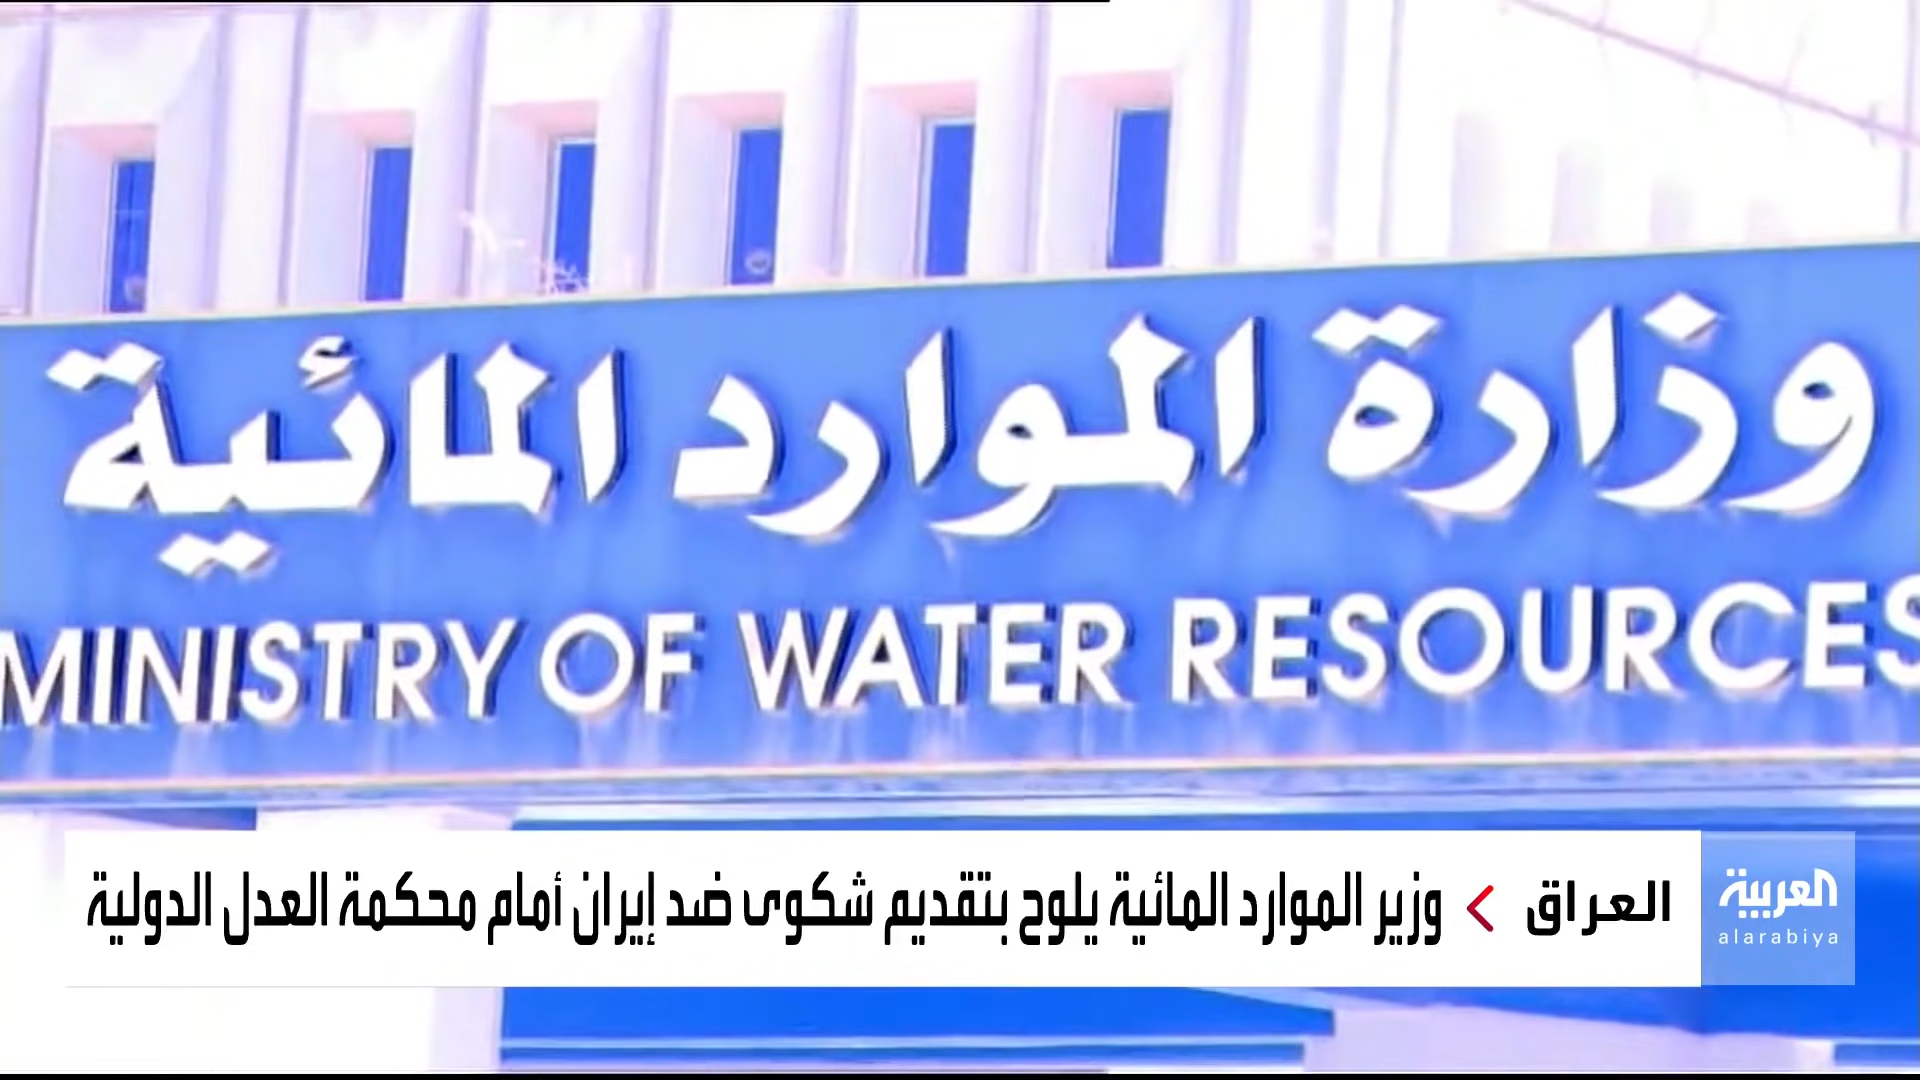 وزارة الموارد المائية
MINISTRY OF WATER RESOURCES
العراق > وزير الموارد المائية يلوح بتقديم شكوى ضد إيران أمام محكمة العدل الدولية
العربية
alarabiya